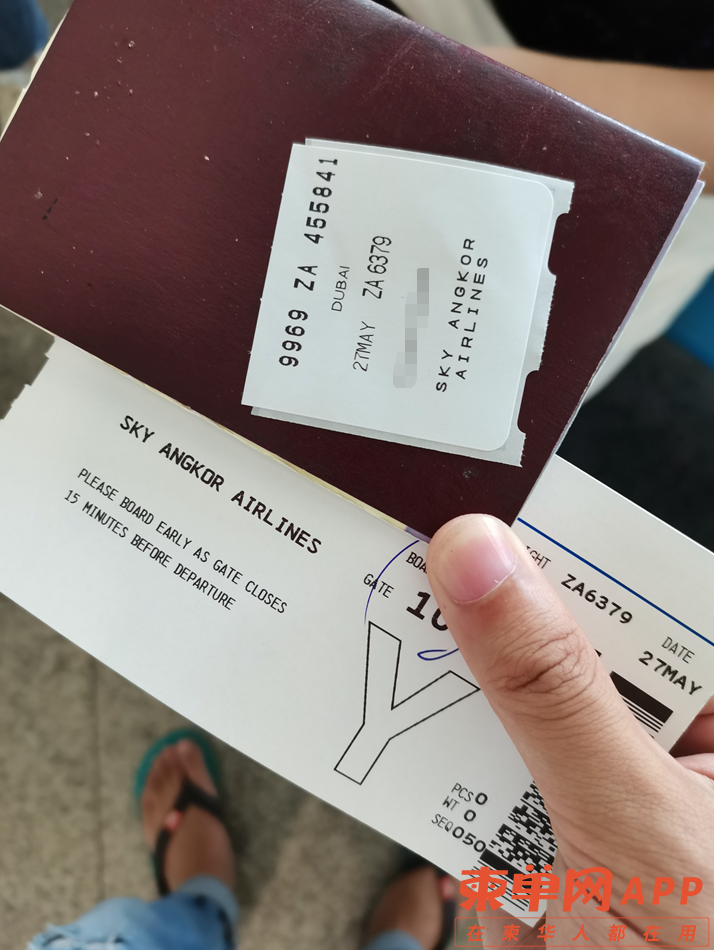 9969 ZA 455841
DUBAI
27MAY ZA6379
SKY ANGKOR
AIRLINES
SKY ANGKOR AIRLINES
PLEASE BOARD EARLY AS GATE CLOSES
15 MINUTES BEFORE DEPARTURE
GATE
ZA6379
DATE
27MAY
Y
PCS 0
WT 0
SEQ 050
柬单网APP
在柬华人都在用